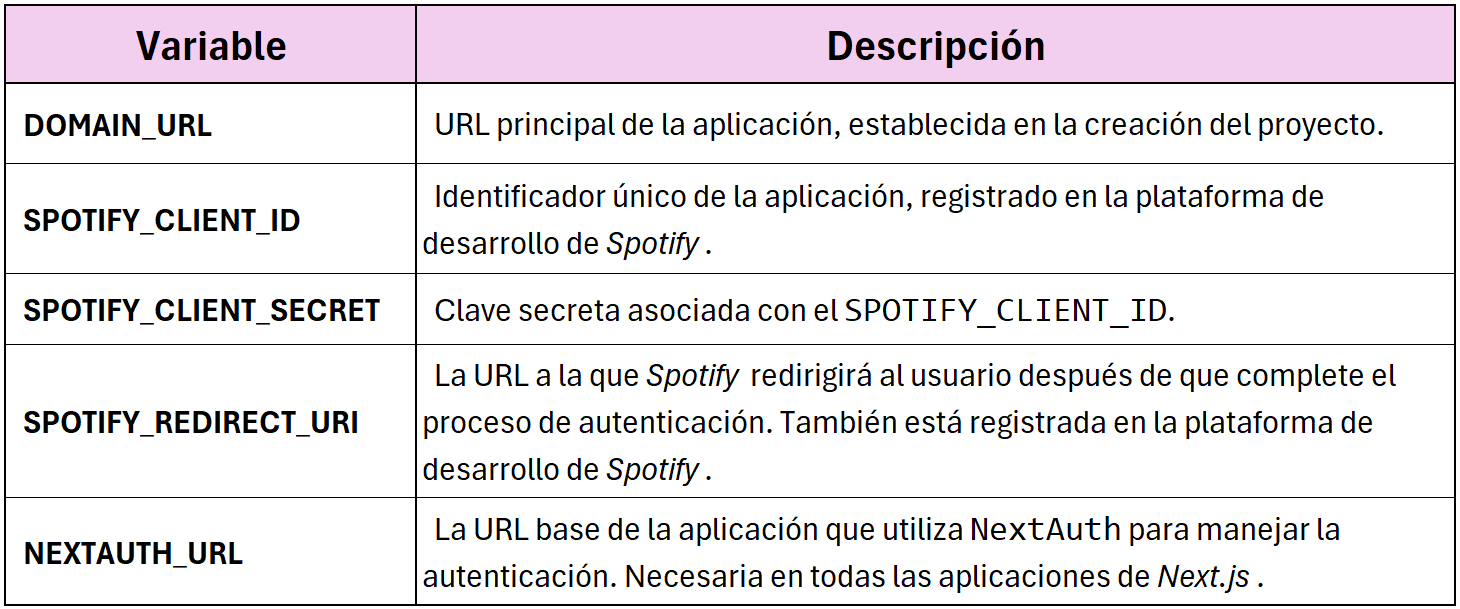 Variable
Descripción
DOMAIN_URL
URL principal de la aplicación, establecida en la creación del proyecto.
SPOTIFY_CLIENT_ID
Identificador único de la aplicación, registrado en la plataforma de
desarrollo de Spotify .
SPOTIFY_CLIENT_SECRET
Clave secreta asociada con el SPOTIFY_CLIENT_ID.
SPOTIFY_REDIRECT_URI
La URL a la que Spotify redirigirá al usuario después de que complete el
proceso de autenticación. También está registrada en la plataforma de
desarrollo de Spotify .
NEXTAUTH_URL
La URL base de la aplicación que utiliza NextAuth para manejar la
autenticación. Necesaria en todas las aplicaciones de Next.js .